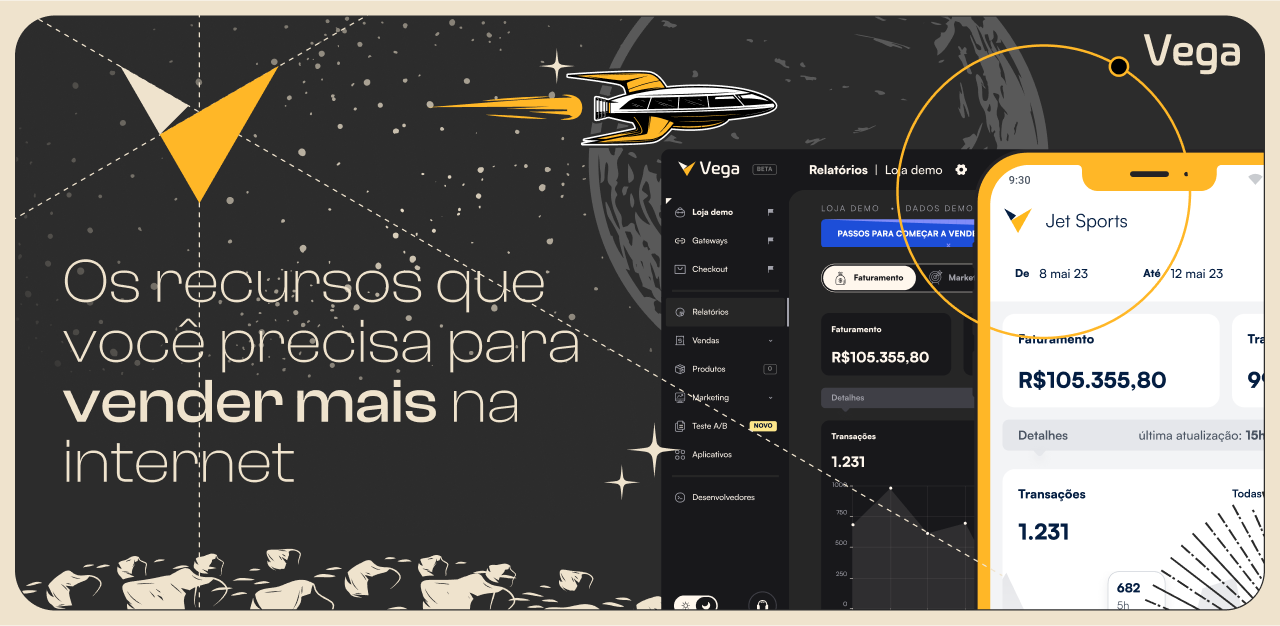 Vega
Os recursos que
você precisa para
vender mais na
internet
Vega BETA
Relatórios | Loja demo
Loja demo
Gateways
Checkout
Relatórios
Vendas
Produtos 0
Marketing
Teste A/B NOVO
Aplicativos
Desenvolvedores
LOJA DEMO • DADOS DEMO
PASSOS PARA COMEÇAR A VENDE
Faturamento Marke
Faturamento
R$105.355,80
Detalhes
Transações
1.231
1000
750
500
250
0
9:30
Jet Sports
De 8 mai 23 Até 12 mai 23
Faturamento Tra
R$105.355,80 99
Detalhes última atualização: 15h
Transações Todas
1.231
682
5h